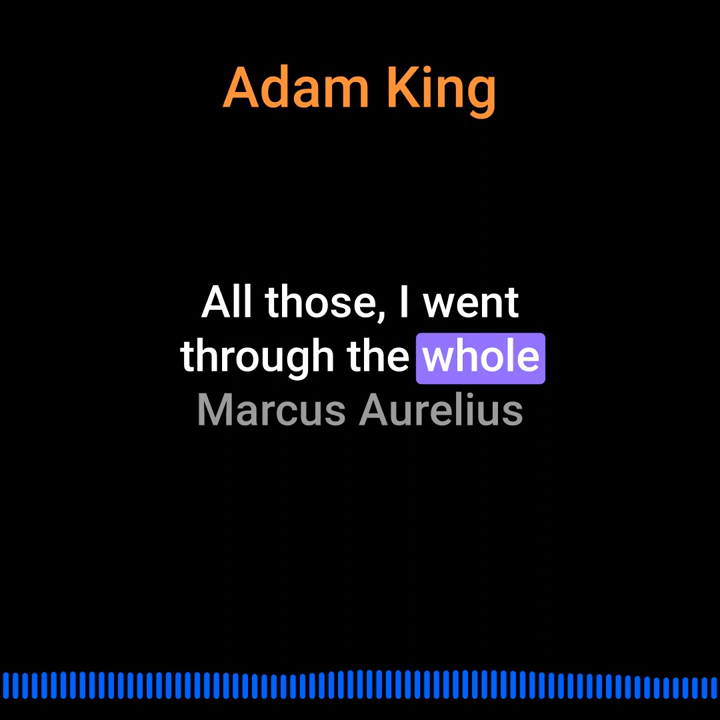 Adam King
All those, I went
through the whole
Marcus Aurelius